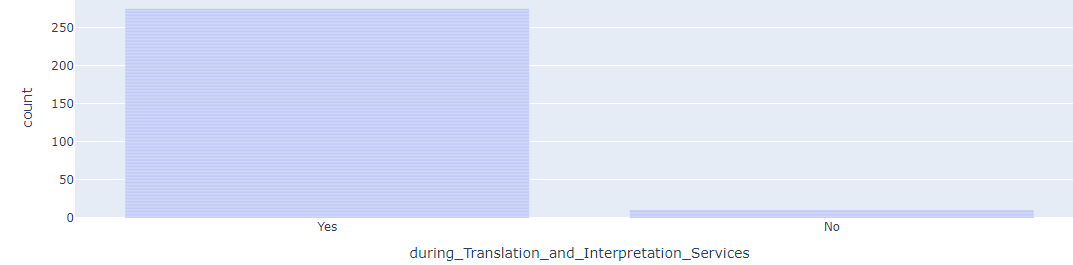 250
200
150
100
50
0
count
Yes No
during_Translation_and_Interpretation_Services